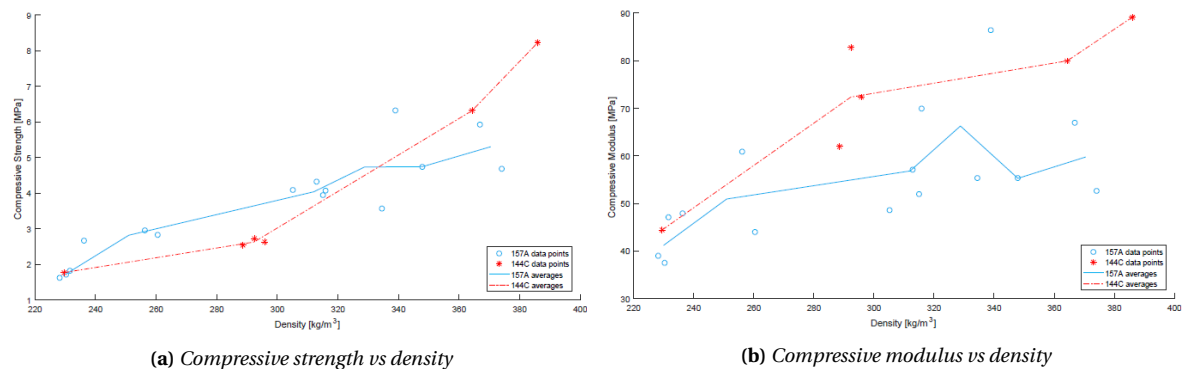 9
8
7
6
5
4
3
2
1
Compressive Strength [MPa]
157A data points
144C data points
157A averages
144C averages
220 240 260 280 300 320 340 360 380 400
Density [kg/m³]
(a) Compressive strength vs density
90
80
70
60
50
40
30
Compressive Modulus [MPa]
157A data points
144C data points
157A averages
144C averages
220 240 260 280 300 320 340 360 380 400
Density [kg/m³]
(b) Compressive modulus vs density